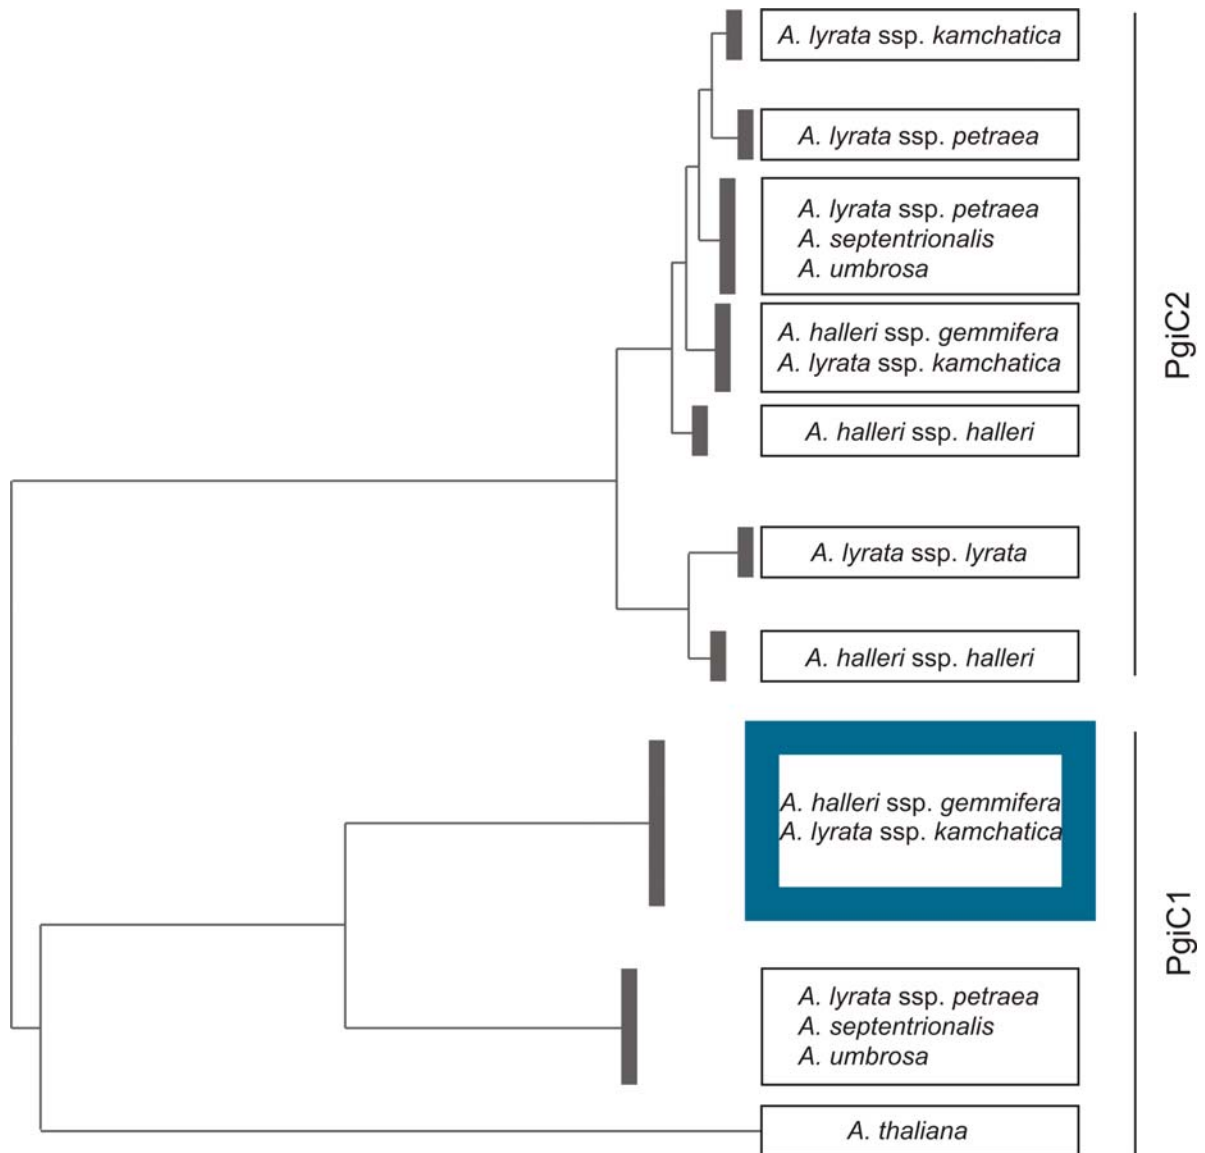 A. lyrata ssp. kamchatica
A. lyrata ssp. petraea
A. lyrata ssp. petraea
A. septentrionalis
A. umbrosa
A. halleri ssp. gemmifera
A. lyrata ssp. kamchatica
A. halleri ssp. halleri
A. lyrata ssp. lyrata
A. halleri ssp. halleri
PgiC2
A. halleri ssp. gemmifera
A. lyrata ssp. kamchatica
A. lyrata ssp. petraea
A. septentrionalis
A. umbrosa
A. thaliana
PgiC1